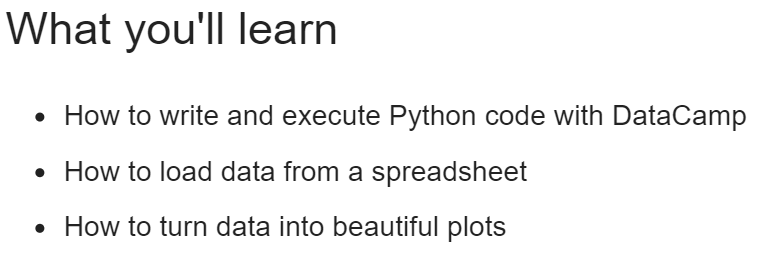 What you'll learn
• How to write and execute Python code with DataCamp
• How to load data from a spreadsheet
• How to turn data into beautiful plots